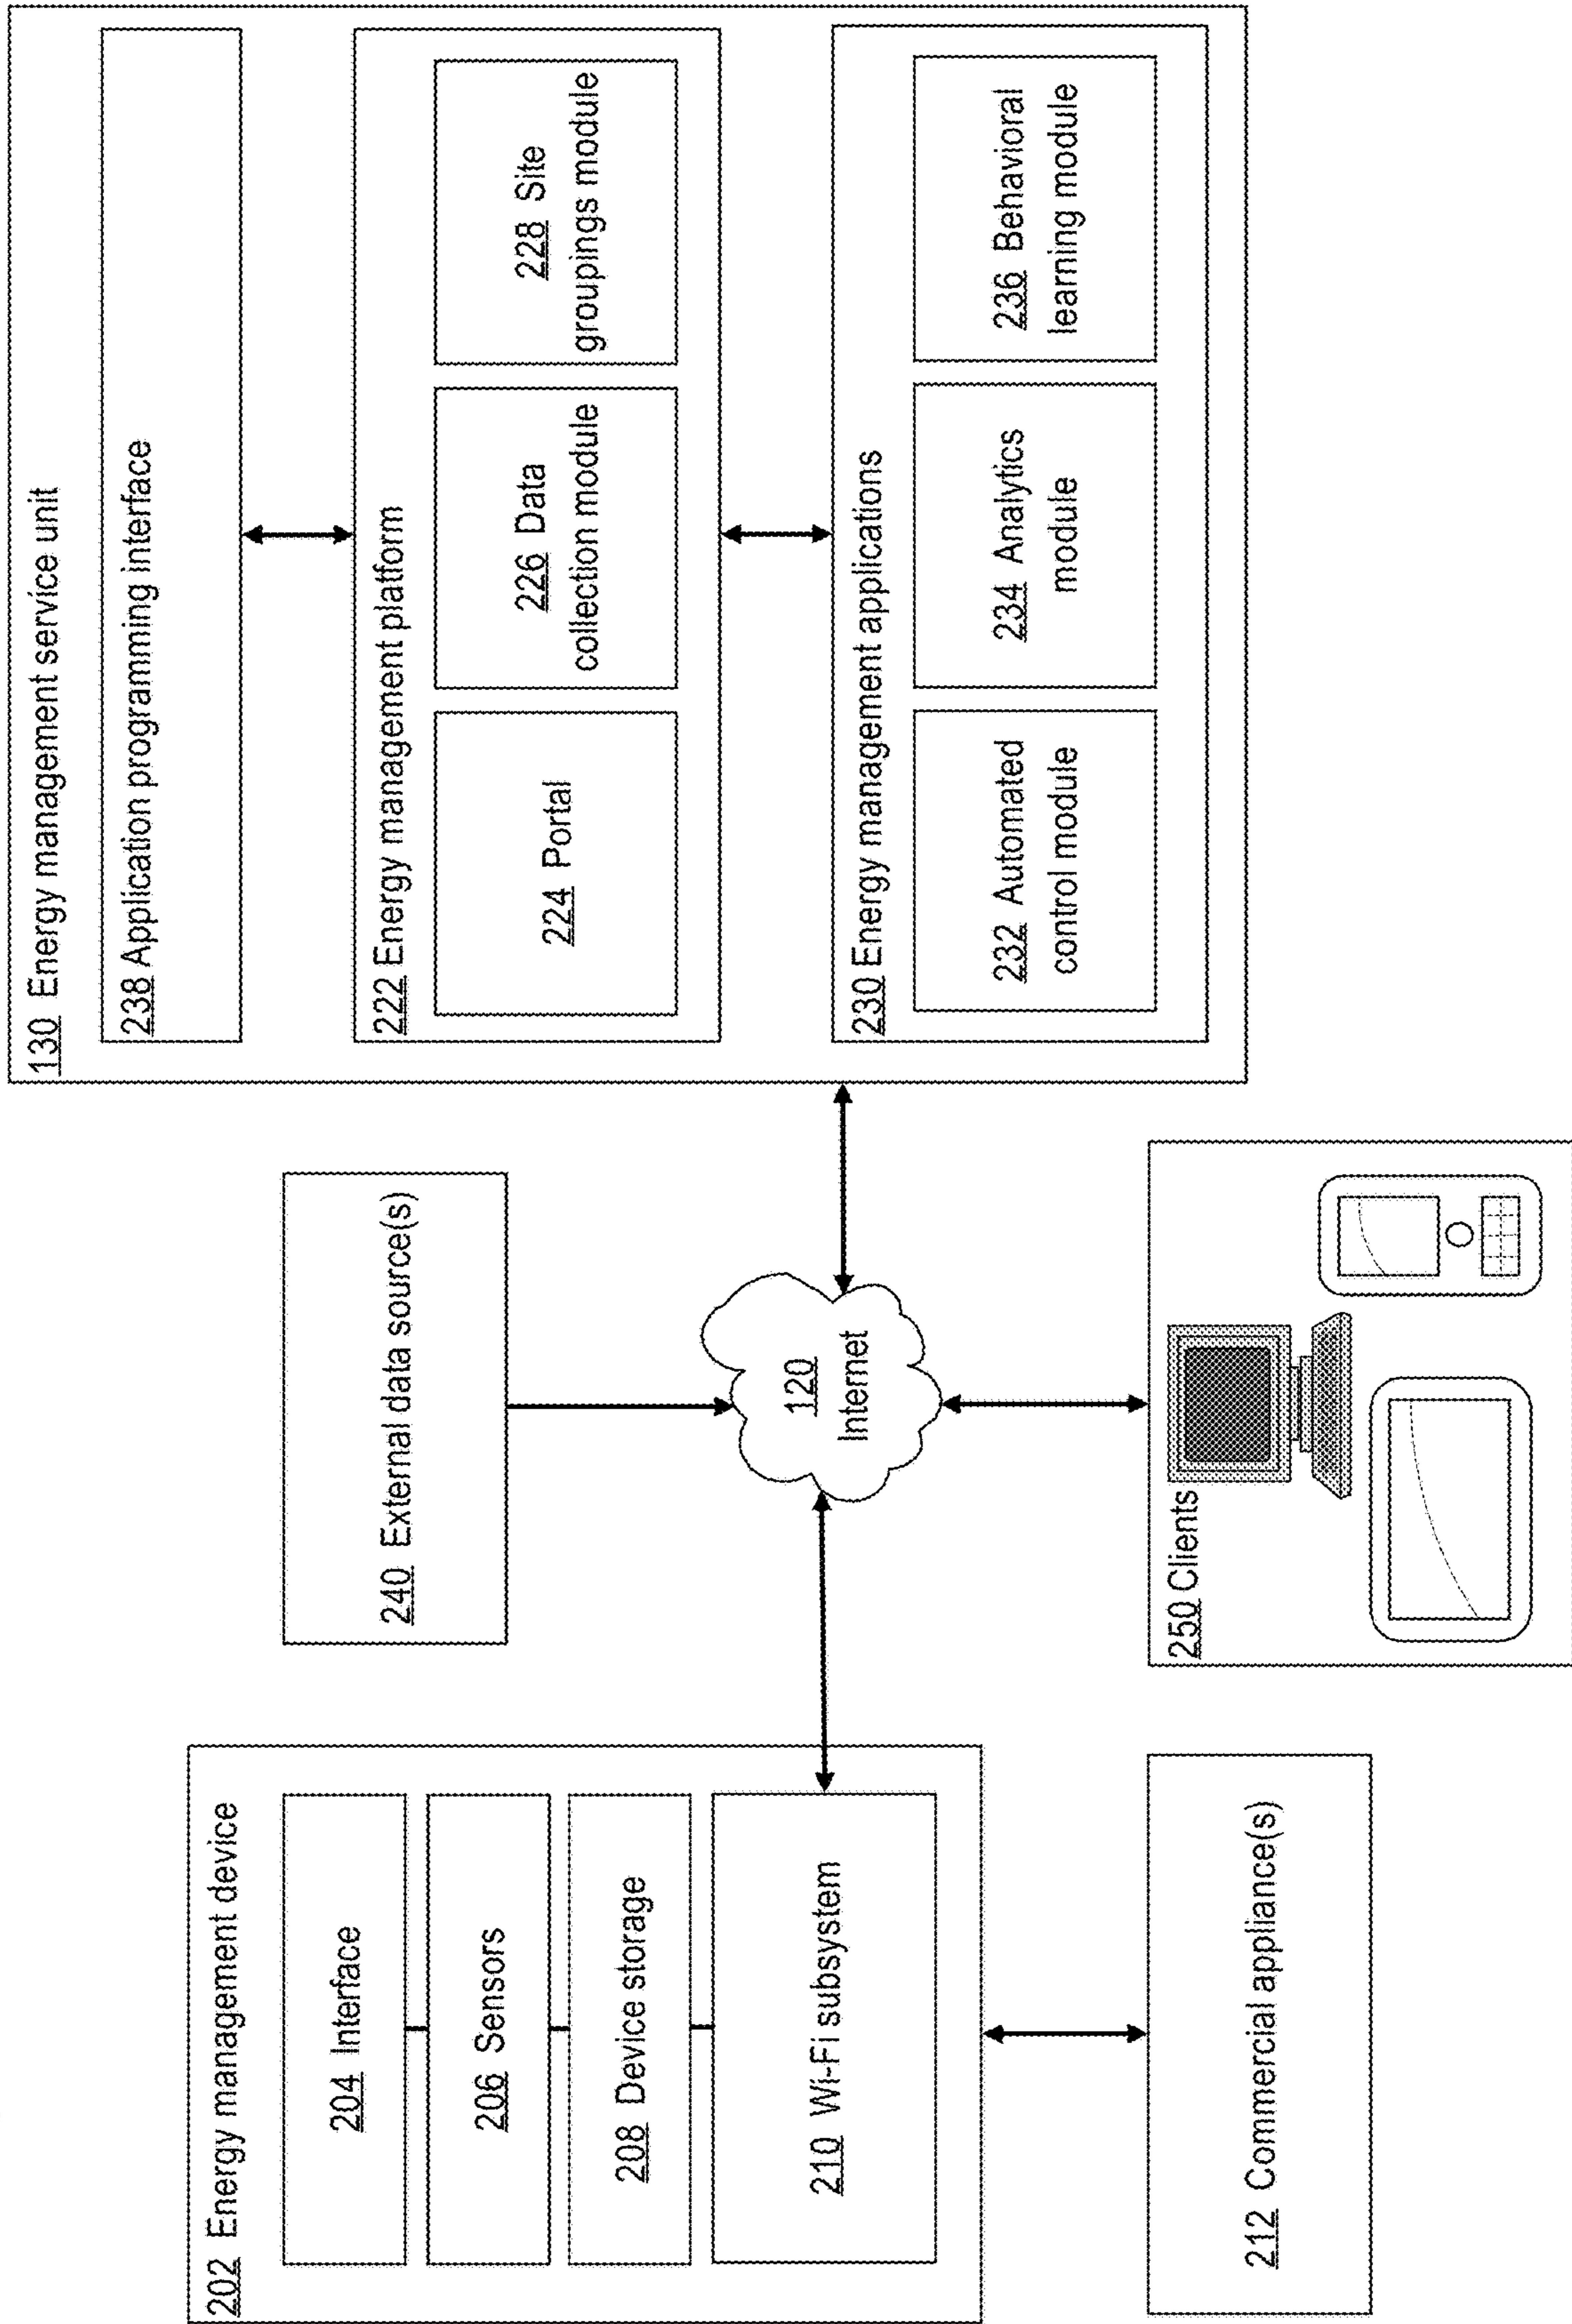 202 Energy management device
204 Interface
206 Sensors
208 Device storage
210 Wi-Fi subsystem
212 Commercial appliance(s)
240 External data source(s)
120
Internet
250 Clients
130 Energy management service unit
238 Application programming interface
222 Energy management platform
224 Portal
226 Data
collection module
228 Site
groupings module
230 Energy management applications
232 Automated
control module
234 Analytics
module
236 Behavioral
learning module